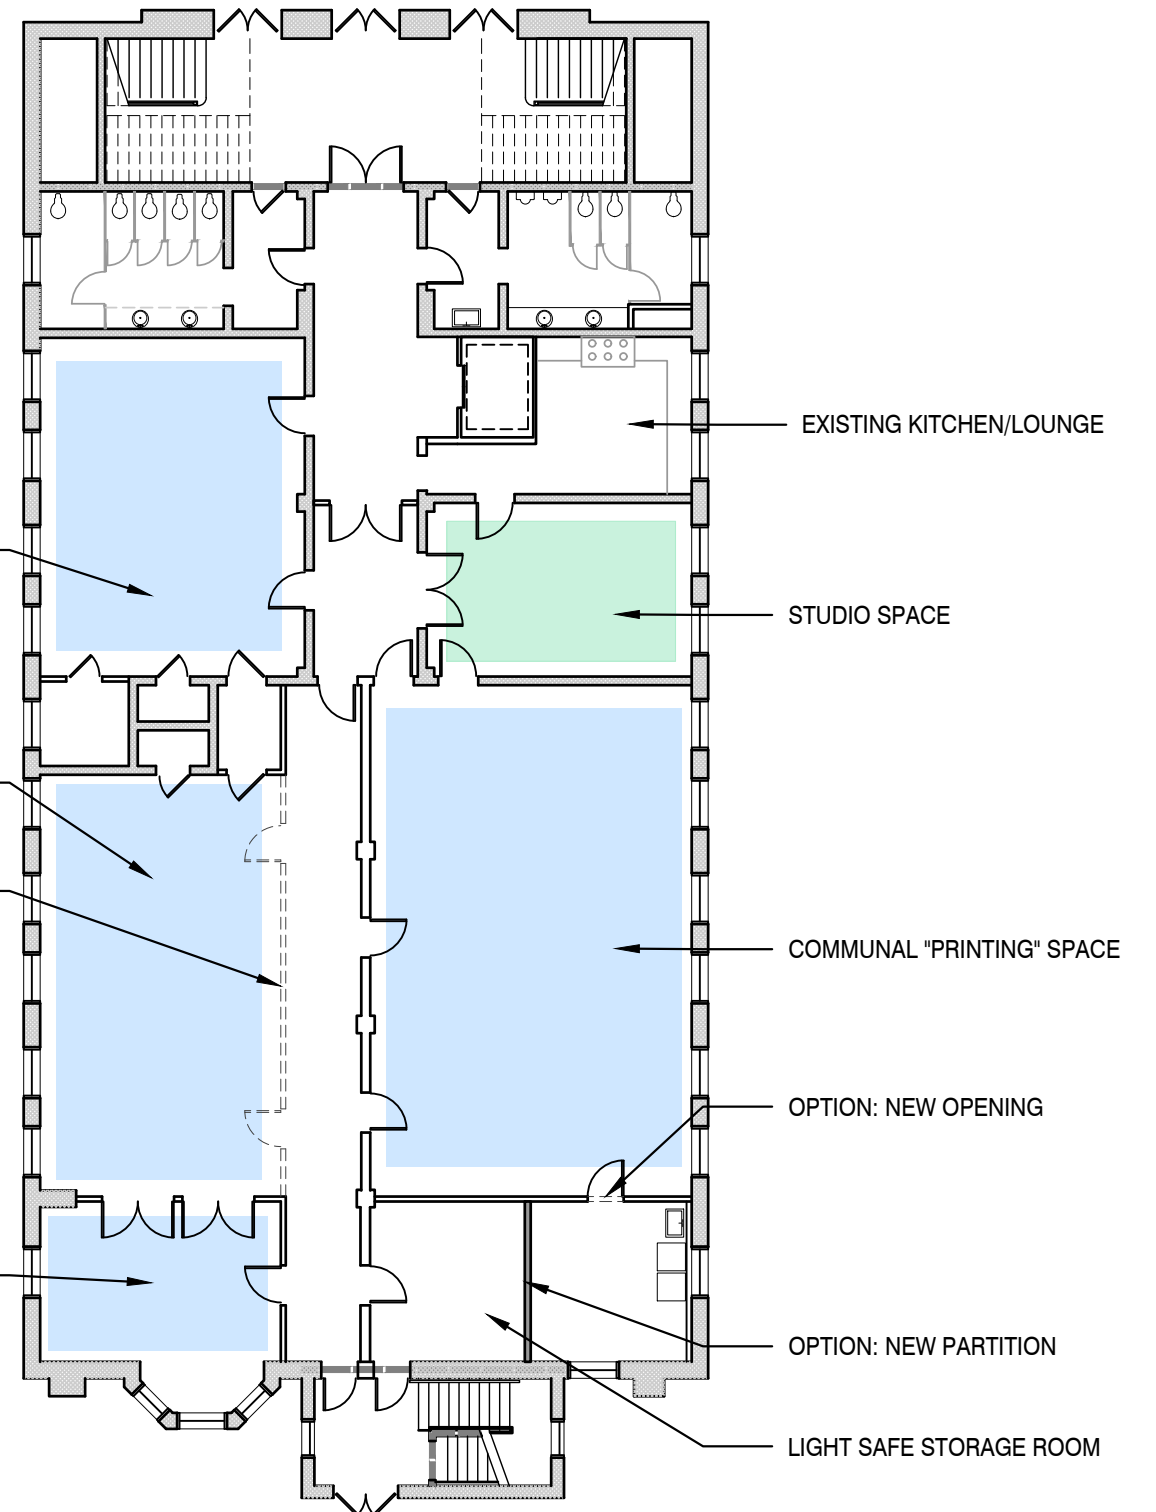 EXISTING KITCHEN/LOUNGE
STUDIO SPACE
COMMUNAL "PRINTING" SPACE
OPTION: NEW OPENING
OPTION: NEW PARTITION
LIGHT SAFE STORAGE ROOM